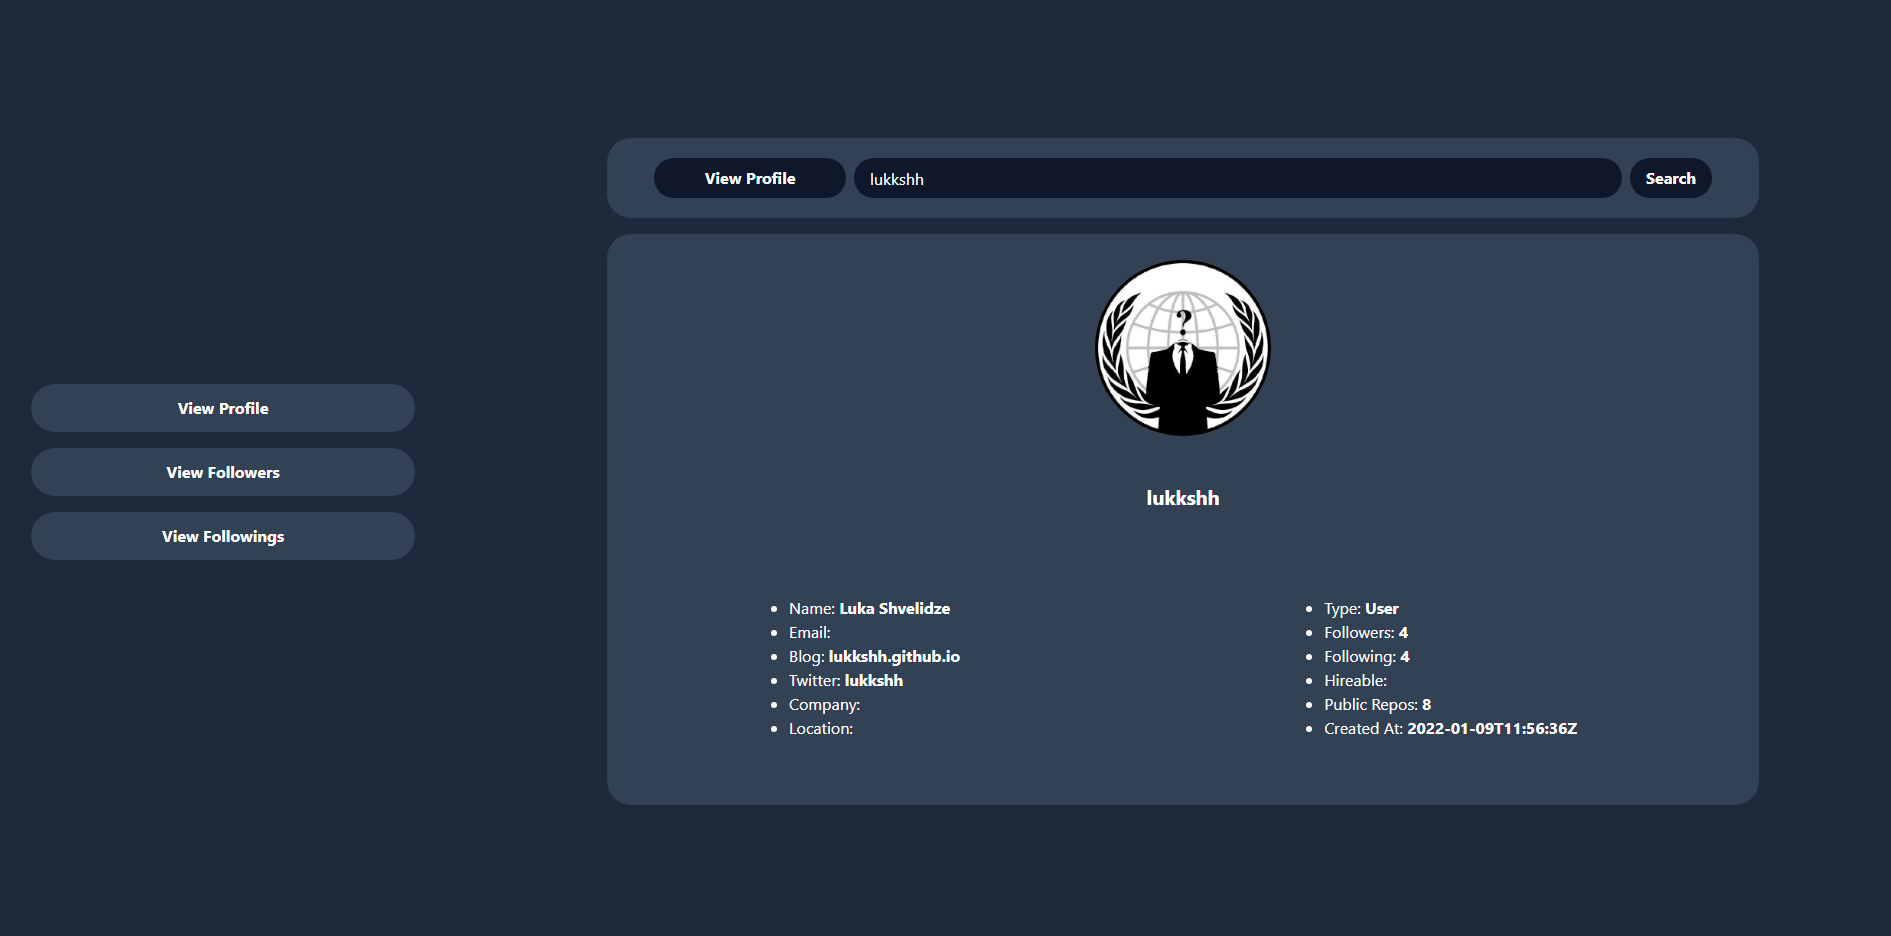 View Profile
lukkshh
Search
?
lukkshh
View Profile
View Followers
View Followings
Name: Luka Shvelidze
Email:
Blog: lukkshh.github.io
Twitter: lukkshh
Company:
Location:
Type: User
Followers: 4
Following: 4
Hireable:
Public Repos: 8
Created At: 2022-01-09T11:56:36Z